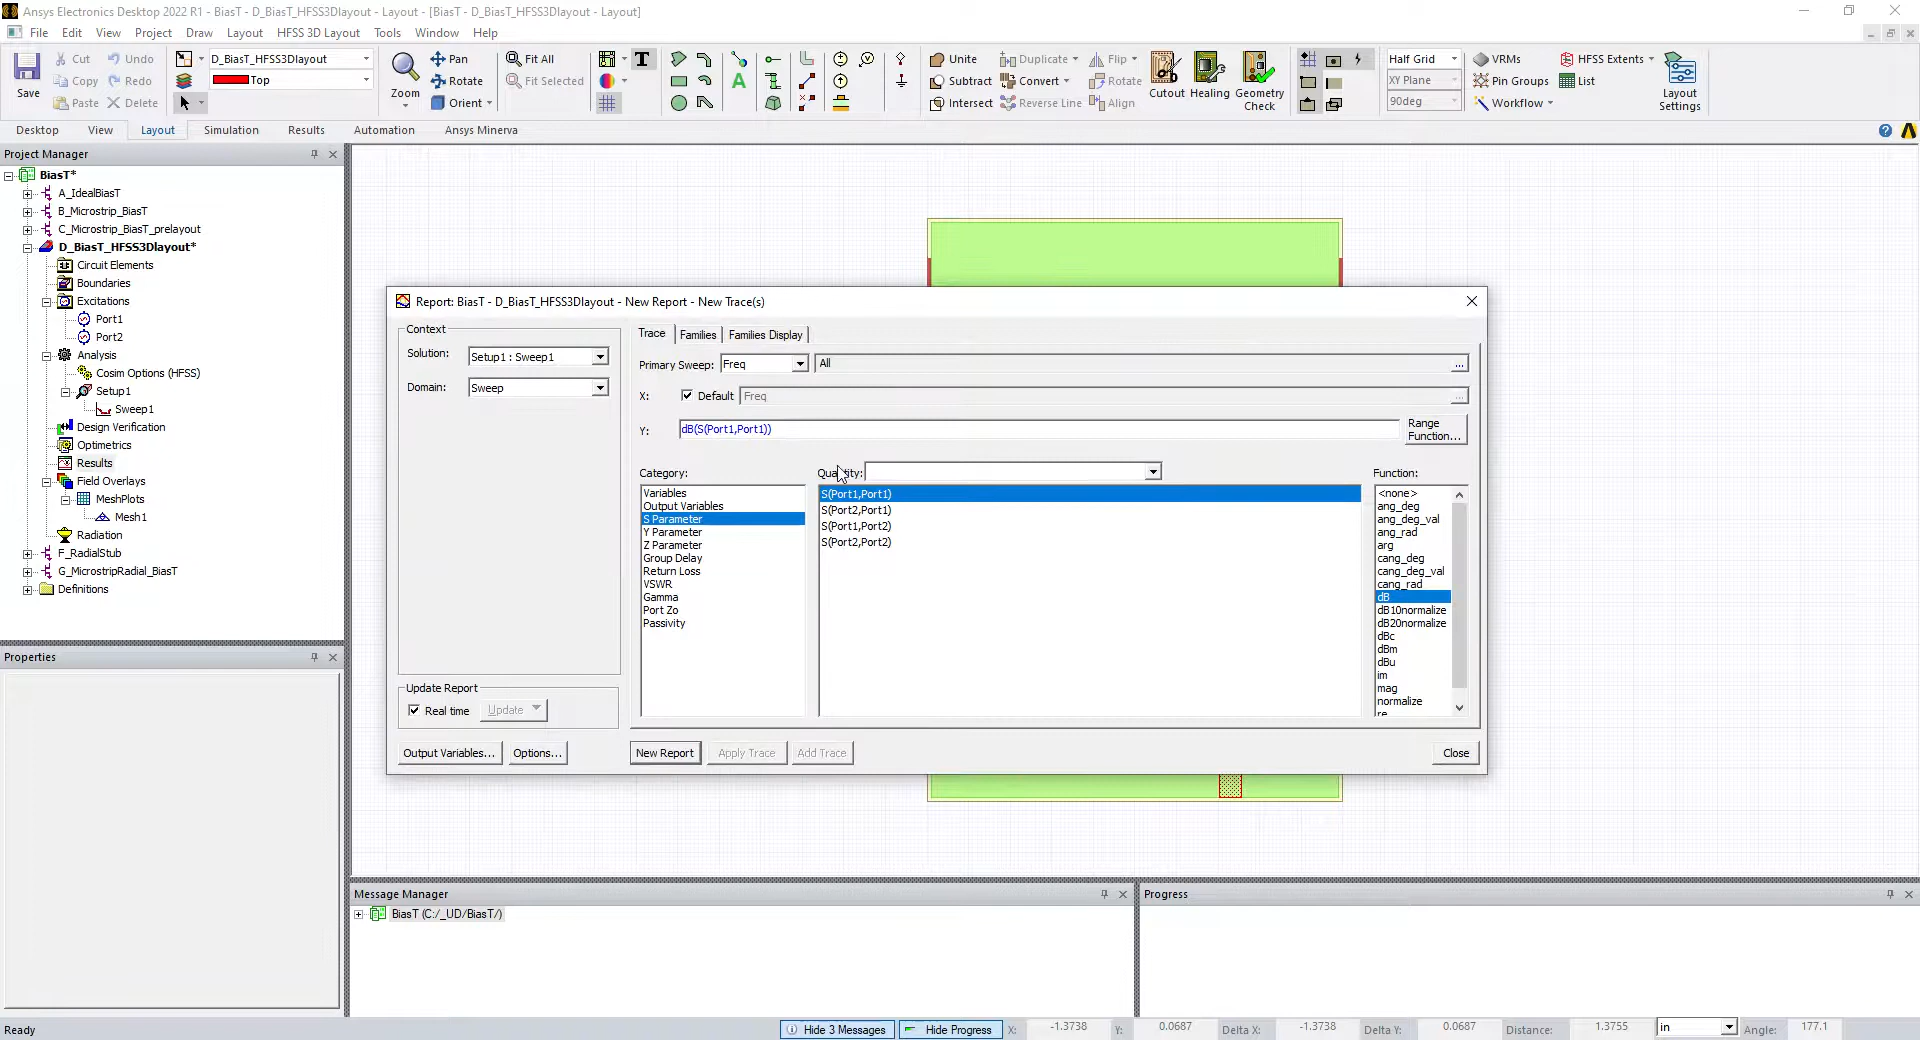 Ansys Electronics Desktop 2022 R1 - BiasT - D_BiasT_HFSS3Dlayout - Layout - [BiasT - D_BiasT_HFSS3Dlayout - Layout]
File Edit View Project Draw Layout HFSS 3D Layout Tools Window Help
Save
Cut Undo
Copy Redo
Paste Delete
D_BiasT_HFSS3Dlayout
Top
Zoom
Pan
Rotate
Orient
Fit All
Fit Selected
T
A
Unite
Subtract
Intersect
Duplicate
Convert
Reverse Line
Flip
Rotate
Align
Cutout
Healing
Geometry
Check
Half Grid
XY Plane
90deg
VRMs
Pin Groups
Workflow
HFSS Extents
List
Layout
Settings
Desktop View Layout Simulation Results Automation Ansys Minerva
Project Manager
BiasT*
A_IdealBiasT
B_Microstrip_BiasT
C_Microstrip_BiasT_prelayout
D_BiasT_HFSS3Dlayout*
Circuit Elements
Boundaries
Excitations
Port1
Port2
Analysis
Cosim Options (HFSS)
Setup1
Sweep1
Design Verification
Optimetrics
Results
Field Overlays
MeshPlots
Mesh1
Radiation
F_RadialStub
G_MicrostripRadial_BiasT
Definitions
Properties
Report: BiasT - D_BiasT_HFSS3Dlayout - New Report - New Trace(s)
Context
Solution: Setup1 : Sweep1
Domain: Sweep
Update Report
Real time Update
Output Variables... Options...
Trace Families Families Display
Primary Sweep: Freq All ...
X: Default Freq ...
Y: dB(S(Port1,Port1))
Range
Function...
Category:
Variables
Output Variables
S Parameter
Y Parameter
Z Parameter
Group Delay
Return Loss
VSWR
Gamma
Port Zo
Passivity
Quantity:
S(Port1,Port1)
S(Port2,Port1)
S(Port1,Port2)
S(Port2,Port2)
Function:
<none>
ang_deg
ang_deg_val
ang_rad
arg
cang_deg
cang_deg_val
cang_rad
dB
dB10normalize
dB20normalize
dBc
dBm
dBu
im
mag
normalize
re
New Report Apply Trace Add Trace Close
Message Manager
BiasT (C:/_UD/BiasT/)
Progress
Ready
Hide 3 Messages Hide Progress X: -1.3738 Y: 0.0687 Delta X: -1.3738 Delta Y: 0.0687 Distance: 1.3755 in Angle: 177.1